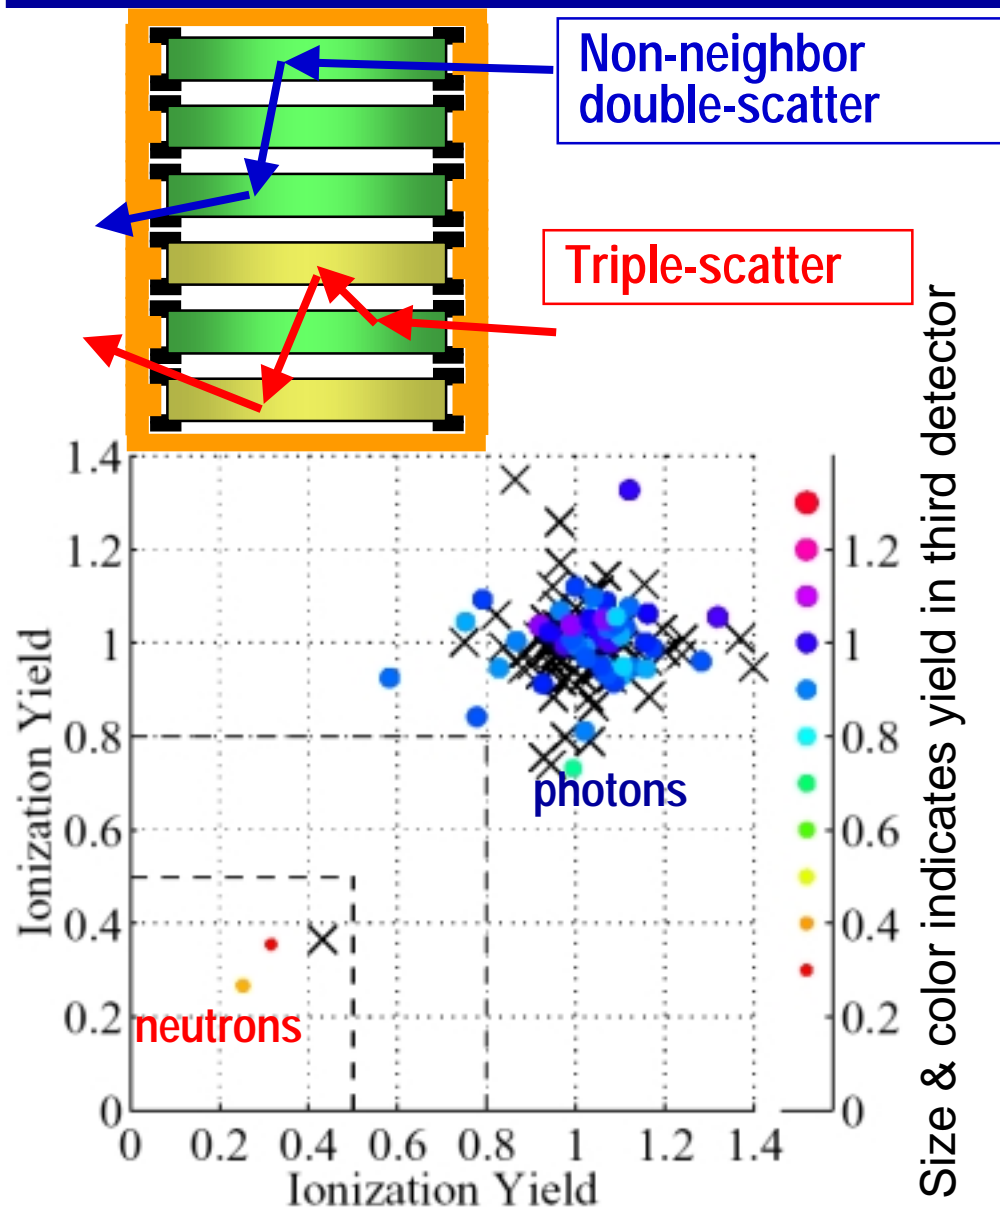 Non-neighbor
double-scatter
Triple-scatter
Size & color indicates yield in third detector
Ionization Yield
1.4
1.2
1
0.8
0.6
0.4
0.2
0
photons
neutrons
1.2
1
0.8
0.6
0.4
0.2
0
0 0.2 0.4 0.6 0.8 1 1.2 1.4
Ionization Yield